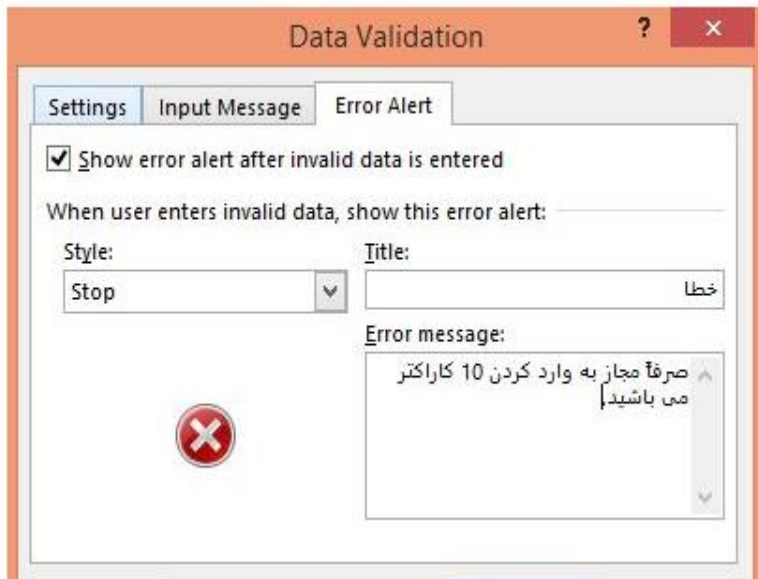 Data Validation
?
×
Settings
Input Message
Error Alert
Show error alert after invalid data is entered
When user enters invalid data, show this error alert:
Style:
Title:
Stop
خطا
Error message:
صرفاً مجاز به وارد کردن 10 کاراکتر
می باشید.